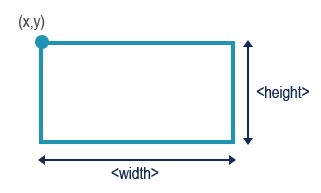 (x,y)
<height>
<width>